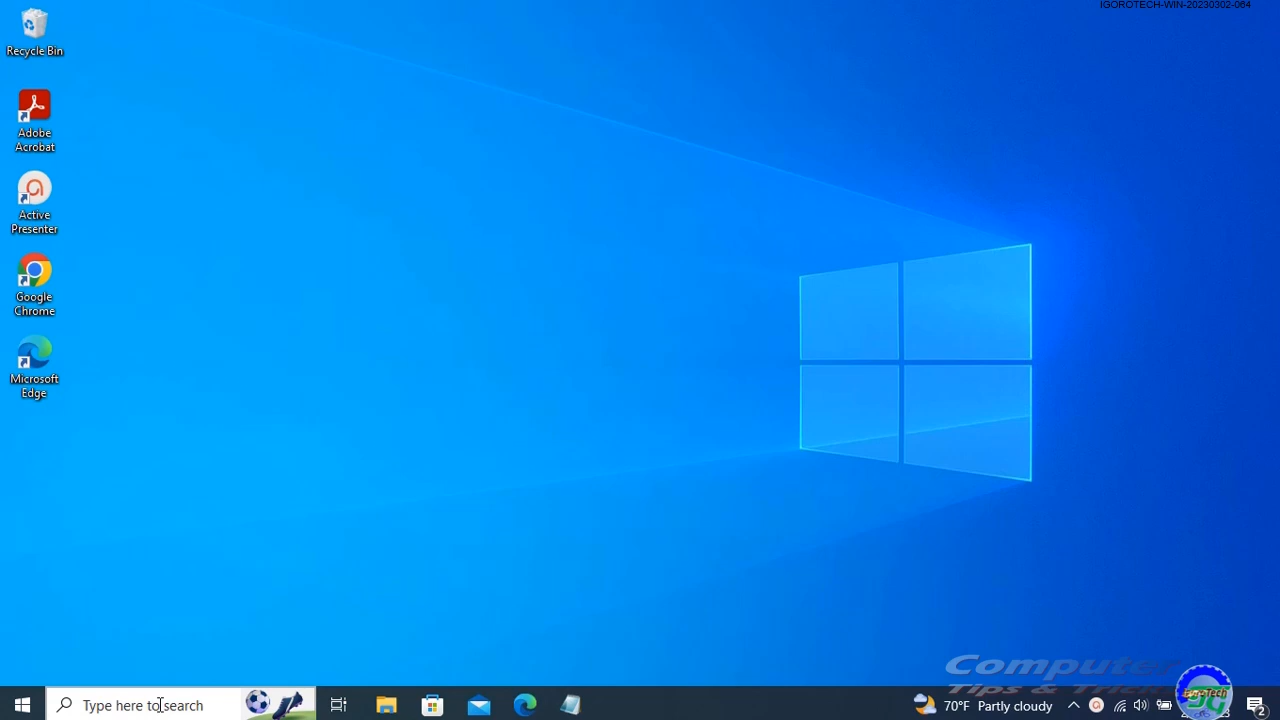 IGOROTECH-WIN-20230302-064
Recycle Bin
Adobe
Acrobat
Active
Presenter
Google
Chrome
Microsoft
Edge
Computer
Tips & Tricks
Type here to search
70°F Partly cloudy
2